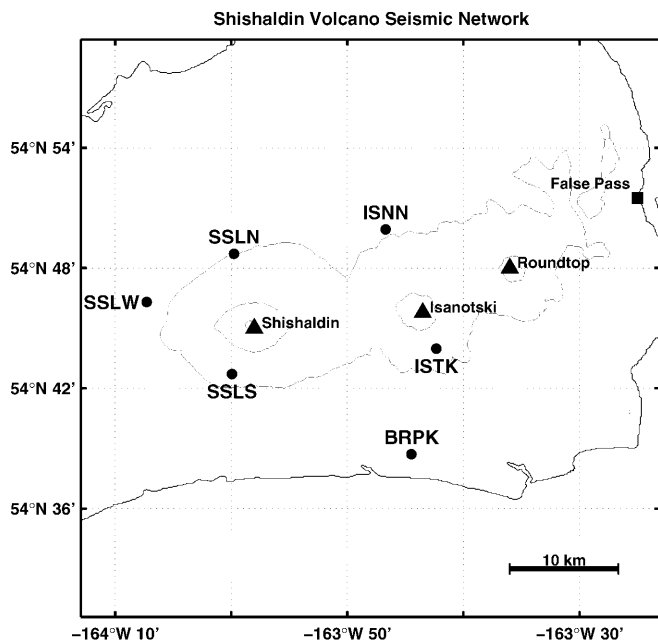 Shishaldin Volcano Seismic Network
54°N 54'
False Pass
ISNN
SSLN
54°N 48'
Roundtop
SSLW
Isanotski
Shishaldin
ISTK
54°N 42'
SSLS
BRPK
54°N 36'
10 km
−164°W 10'
−163°W 50'
−163°W 30'